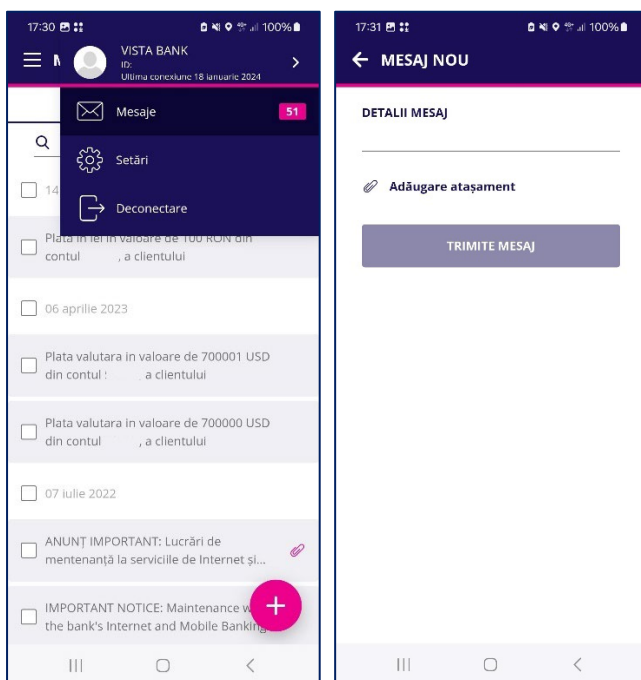 17:30
100%
VISTA BANK
ID:
Ultima conexiune 18 ianuarie 2024
Mesaje
51
Setări
Deconectare
14
Plata in lei in valoare de 100 RON din
contul , a clientului
06 aprilie 2023
Plata valutara in valoare de 700001 USD
din contul a clientului
Plata valutara in valoare de 700000 USD
din contul , a clientului
07 iulie 2022
ANUNȚ IMPORTANT: Lucrări de
mentenanță la serviciile de Internet și...
IMPORTANT NOTICE: Maintenance
the bank's Internet and Mobile Banking
17:31
100%
MESAJ NOU
DETALII MESAJ
Adăugare atașament
TRIMITE MESAJ